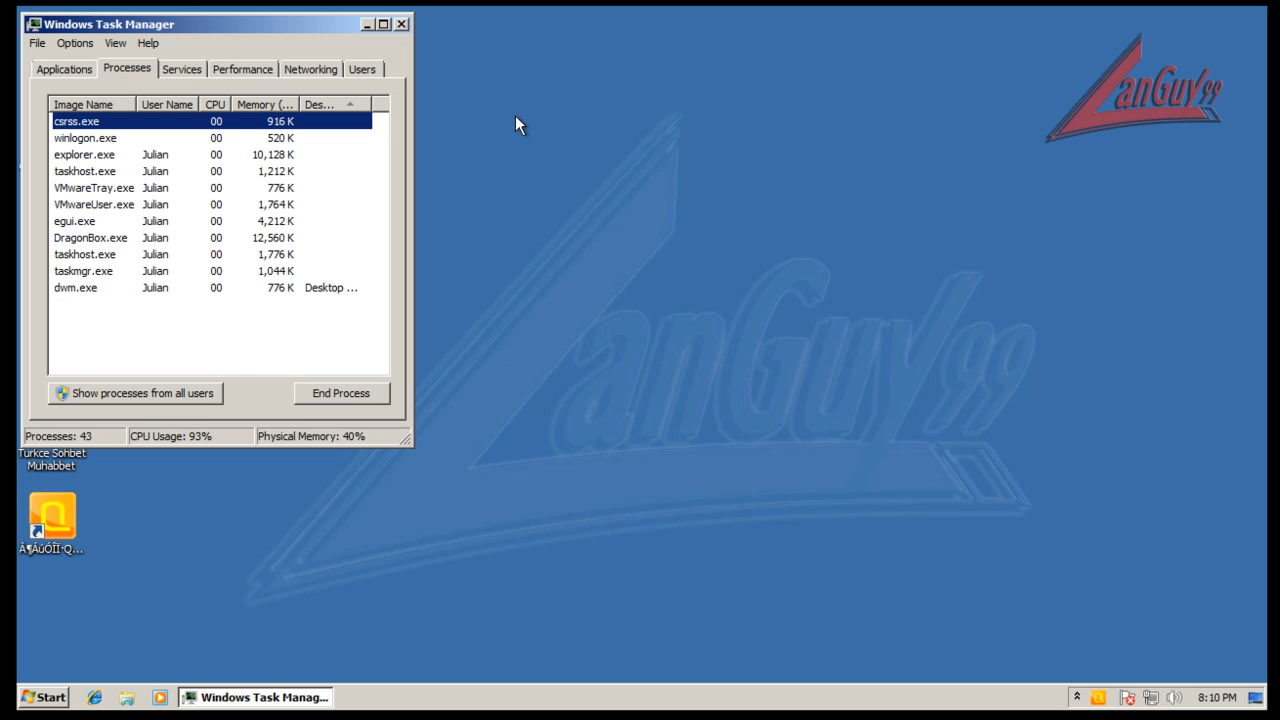 Windows Task Manager
File Options View Help
Applications Processes Services Performance Networking Users
Image Name User Name CPU Memory (... Des...
csrss.exe 00 916 K
winlogon.exe 00 520 K
explorer.exe Julian 00 10,128 K
taskhost.exe Julian 00 1,212 K
VMwareTray.exe Julian 00 776 K
VMwareUser.exe Julian 00 1,764 K
egui.exe Julian 00 4,212 K
DragonBox.exe Julian 00 12,560 K
taskhost.exe Julian 00 1,776 K
taskmgr.exe Julian 00 1,044 K
dwm.exe Julian 00 776 K Desktop ...
Show processes from all users End Process
Processes: 43 CPU Usage: 93% Physical Memory: 40%
Turkce Sohbet
Muhabbet
À¶ÁúÓÎÏ·Q...
LanGuy99
LanGuy99
Start Windows Task Manag... 8:10 PM